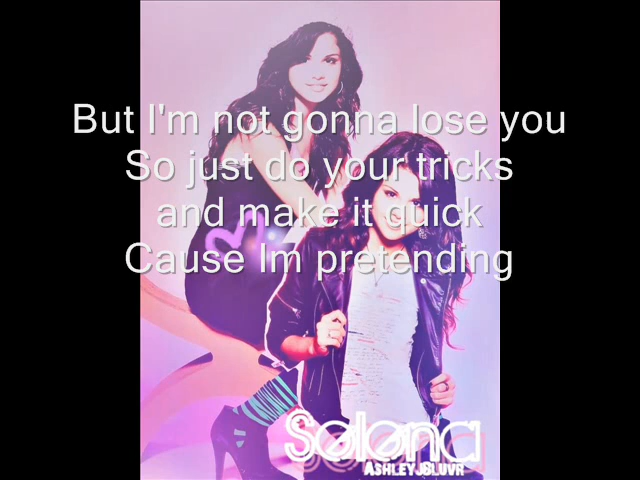 But I'm not gonna lose you
So just do your tricks
and make it quick
Cause Im pretending
Selena
AshleyJBluvr